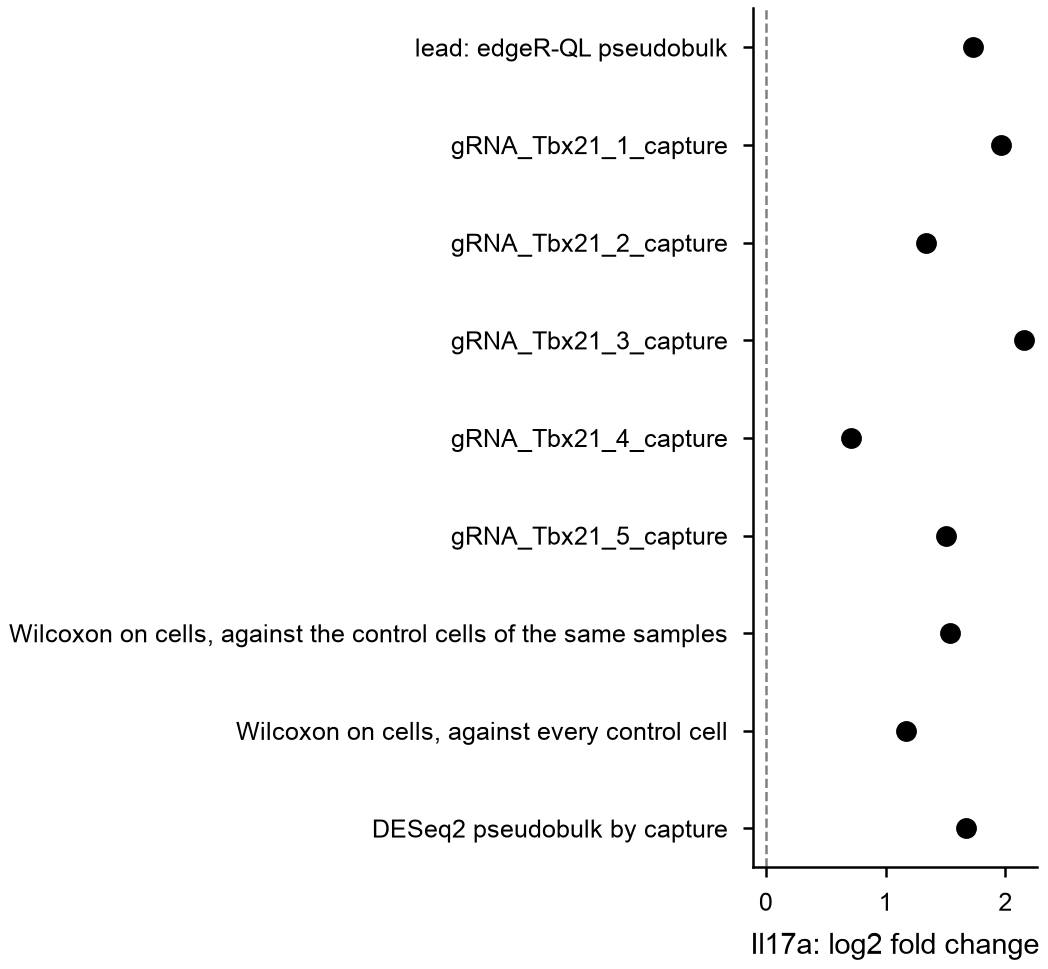 lead: edgeR-QL pseudobulk
gRNA_Tbx21_1_capture
gRNA_Tbx21_2_capture
gRNA_Tbx21_3_capture
gRNA_Tbx21_4_capture
gRNA_Tbx21_5_capture
Wilcoxon on cells, against the control cells of the same samples
Wilcoxon on cells, against every control cell
DESeq2 pseudobulk by capture
0 1 2
Il17a: log2 fold change